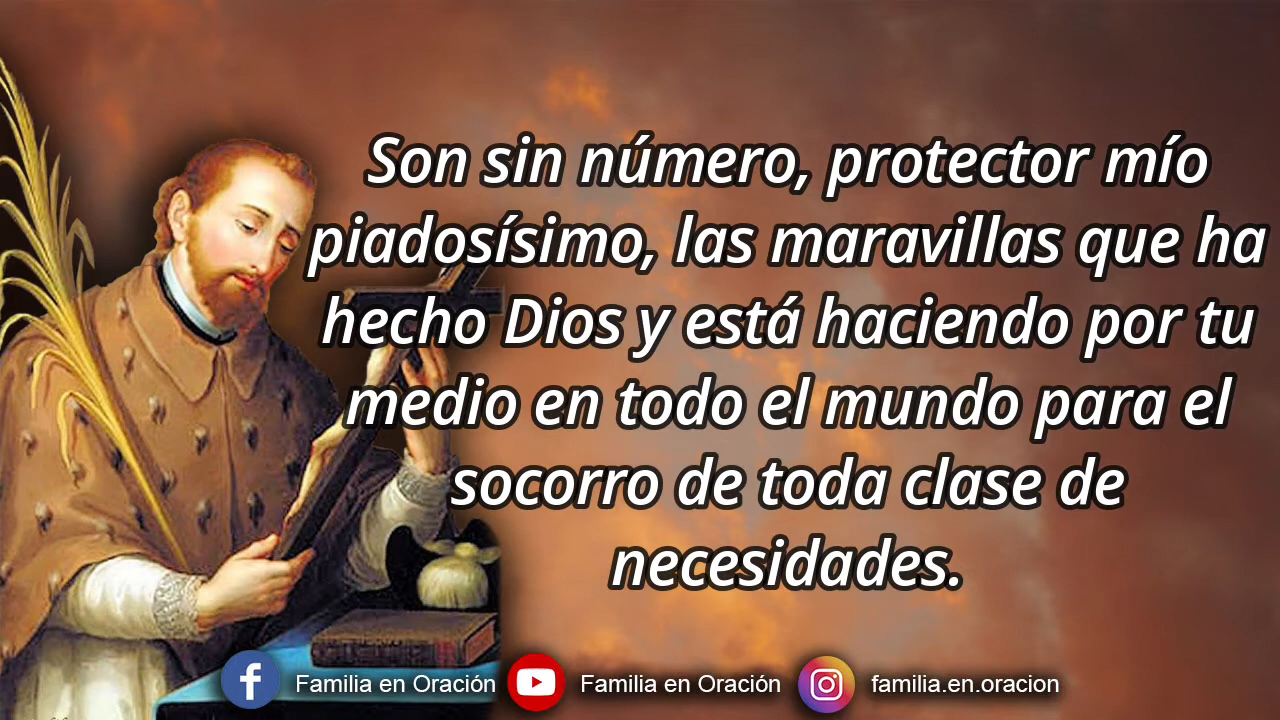 Son sin número, protector mío
piadosísimo, las maravillas que ha
hecho Dios y está haciendo por tu
medio en todo el mundo para el
socorro de toda clase de
necesidades.
Familia en Oración Familia en Oración familia.en.oracion